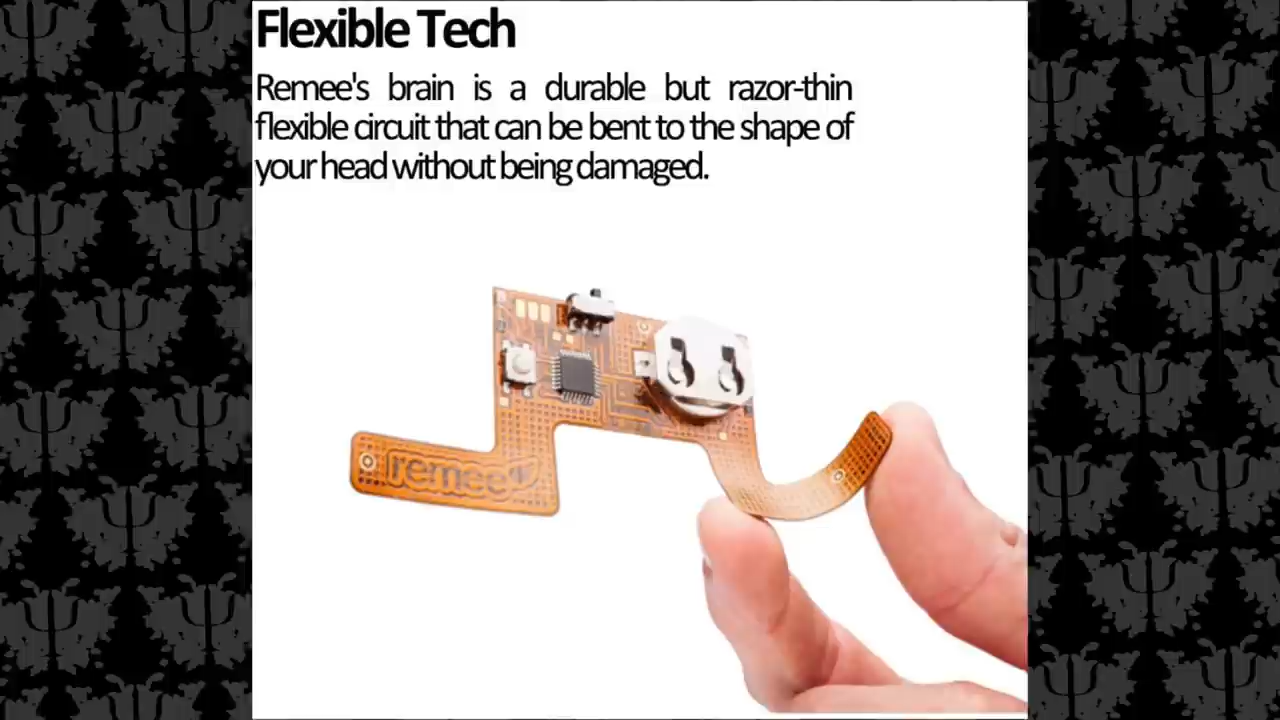 Flexible Tech
Remee's brain is a durable but razor-thin
flexible circuit that can be bent to the shape of
your head without being damaged.
remee